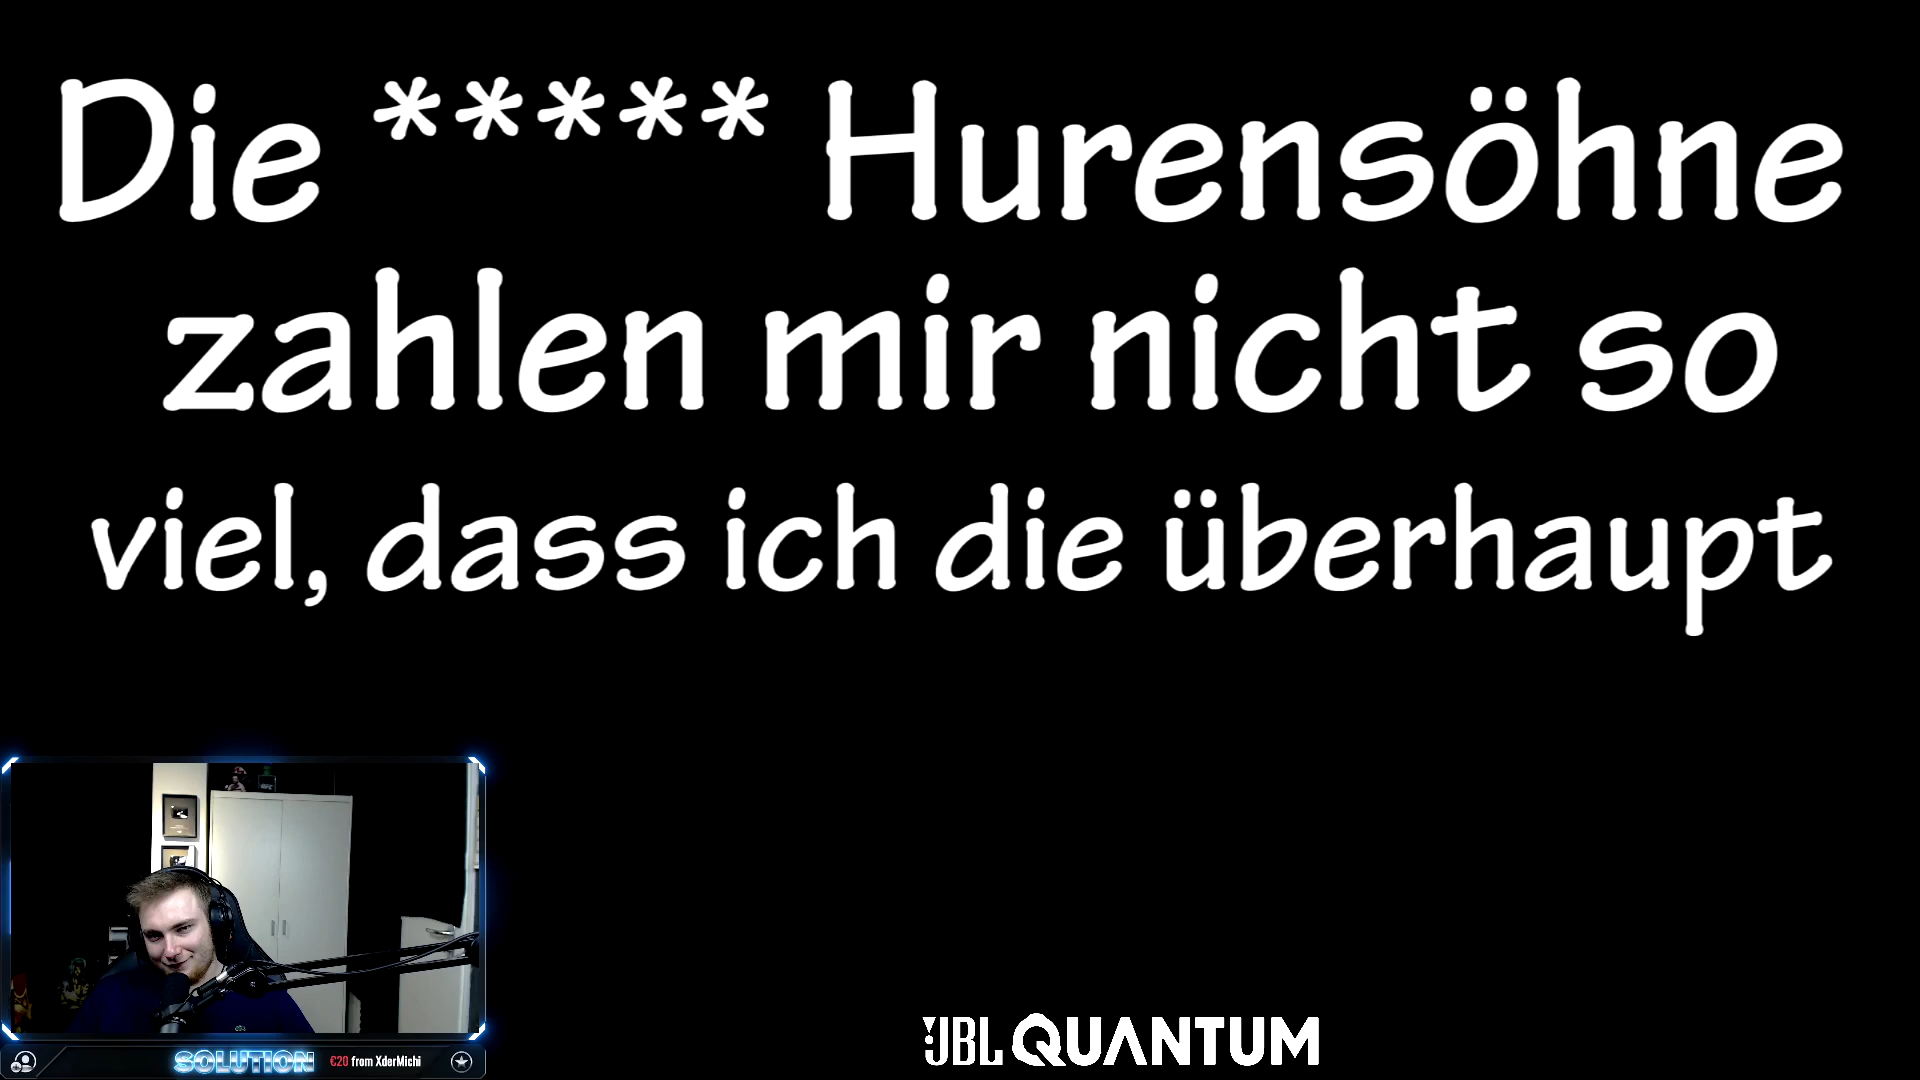 Die ***** Hurensöhne
zahlen mir nicht so
viel, dass ich die überhaupt
SOLUTION
€20 from XderMichi
JBL QUANTUM